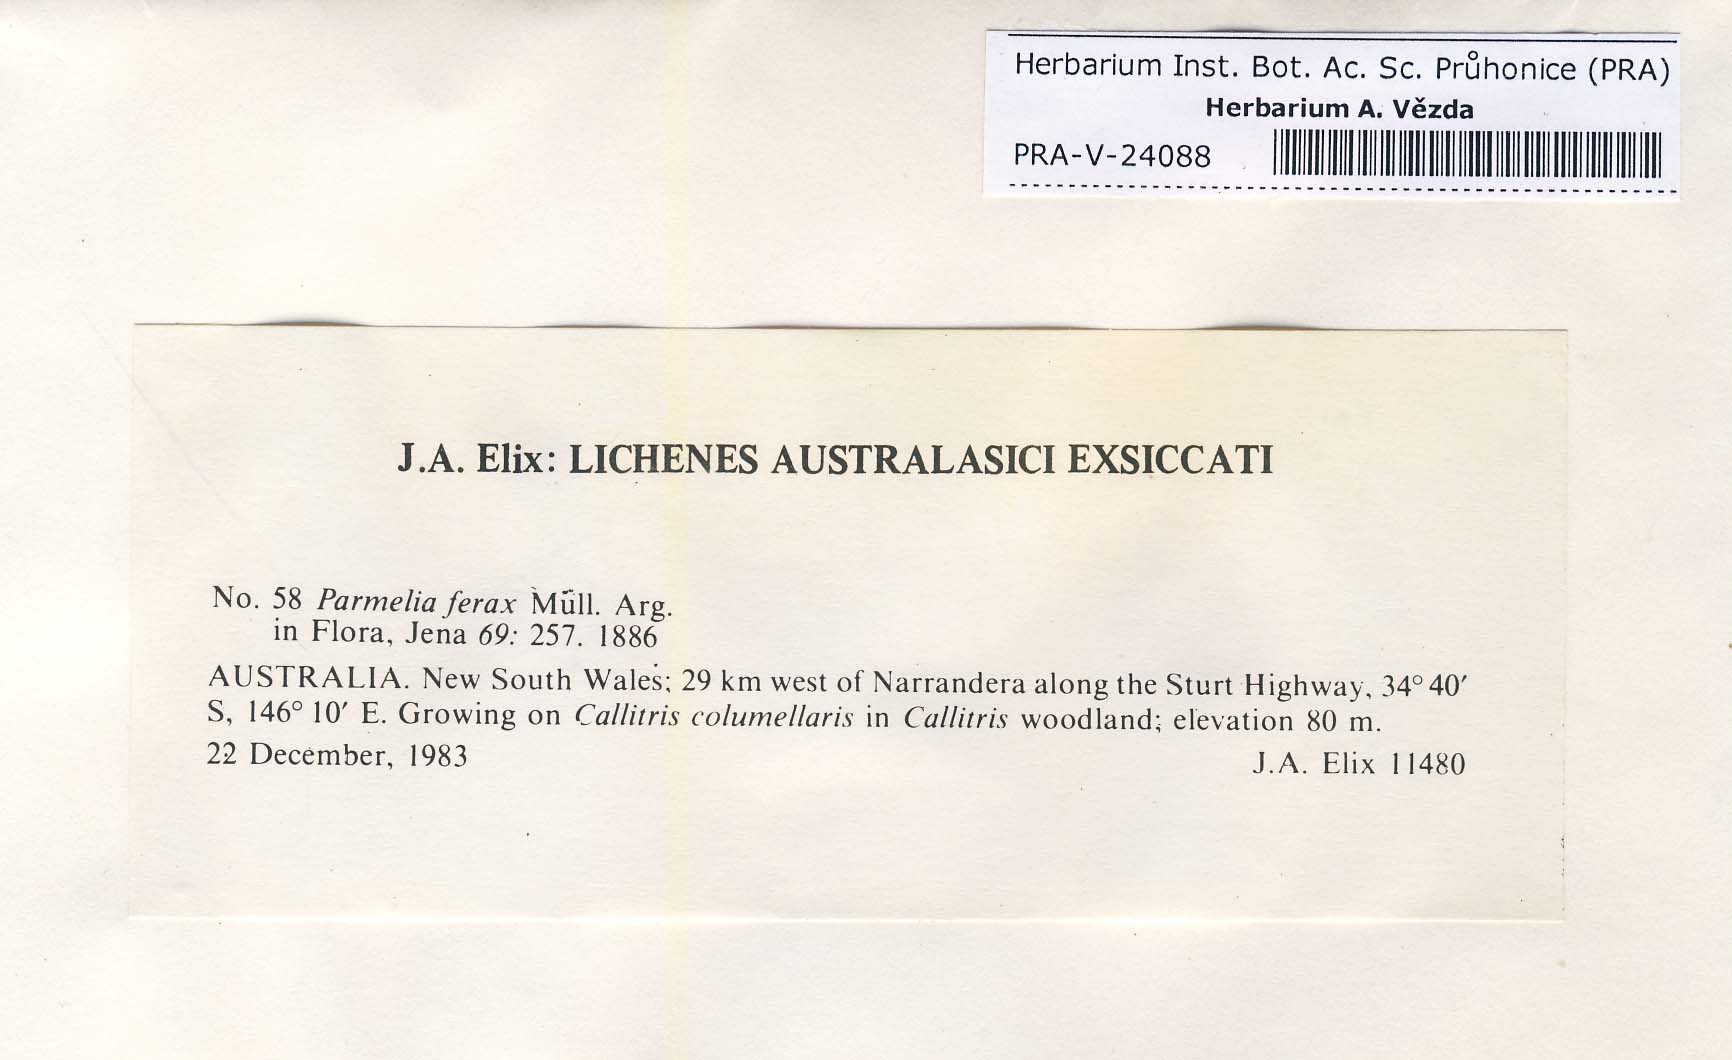 Herbarium Inst. Bot. Ac. Sc. Průhonice (PRA)
Herbarium A. Vězda
PRA-V-24088
J.A. Elix: LICHENES AUSTRALASICI EXSICCATI
No. 58 Parmelia ferax Müll. Arg.
in Flora, Jena 69: 257. 1886
AUSTRALIA. New South Wales; 29 km west of Narrandera along the Sturt Highway, 34° 40′
S, 146° 10′ E. Growing on Callitris columellaris in Callitris woodland; elevation 80 m.
22 December, 1983
J.A. Elix 11480